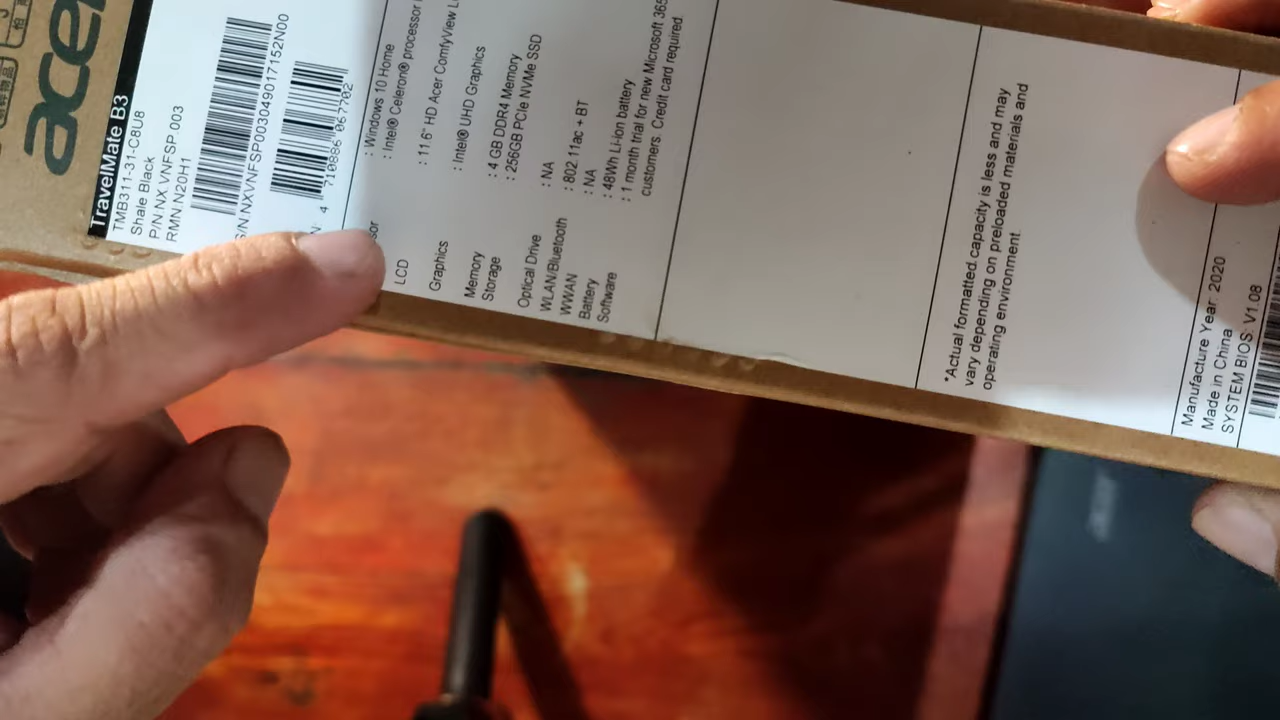 acer
TravelMate B3
TMB311-31-C8U8
Shale Black
P/N:NX.VNFSP.003
RMN:N20H1
S/N:NXVNFSP00304901 7152N00
4 710886 067702
: Windows 10 Home
: Intel® Celeron® processor
LCD : 11.6" HD Acer ComfyView
Graphics : Intel® UHD Graphics
Memory : 4 GB DDR4 Memory
Storage : 256GB PCIe NVMe SSD
Optical Drive : NA
WLAN/Bluetooth : 802.11ac + BT
WWAN : NA
Battery : 48Wh Li-ion battery
Software : 1 month trial for new Microsoft 365
customers. Credit card required
*Actual formatted capacity is less and may
vary depending on preloaded materials and
operating environment.
Manufacture Year: 2020
Made in China
SYSTEM BIOS: V1.08
acer